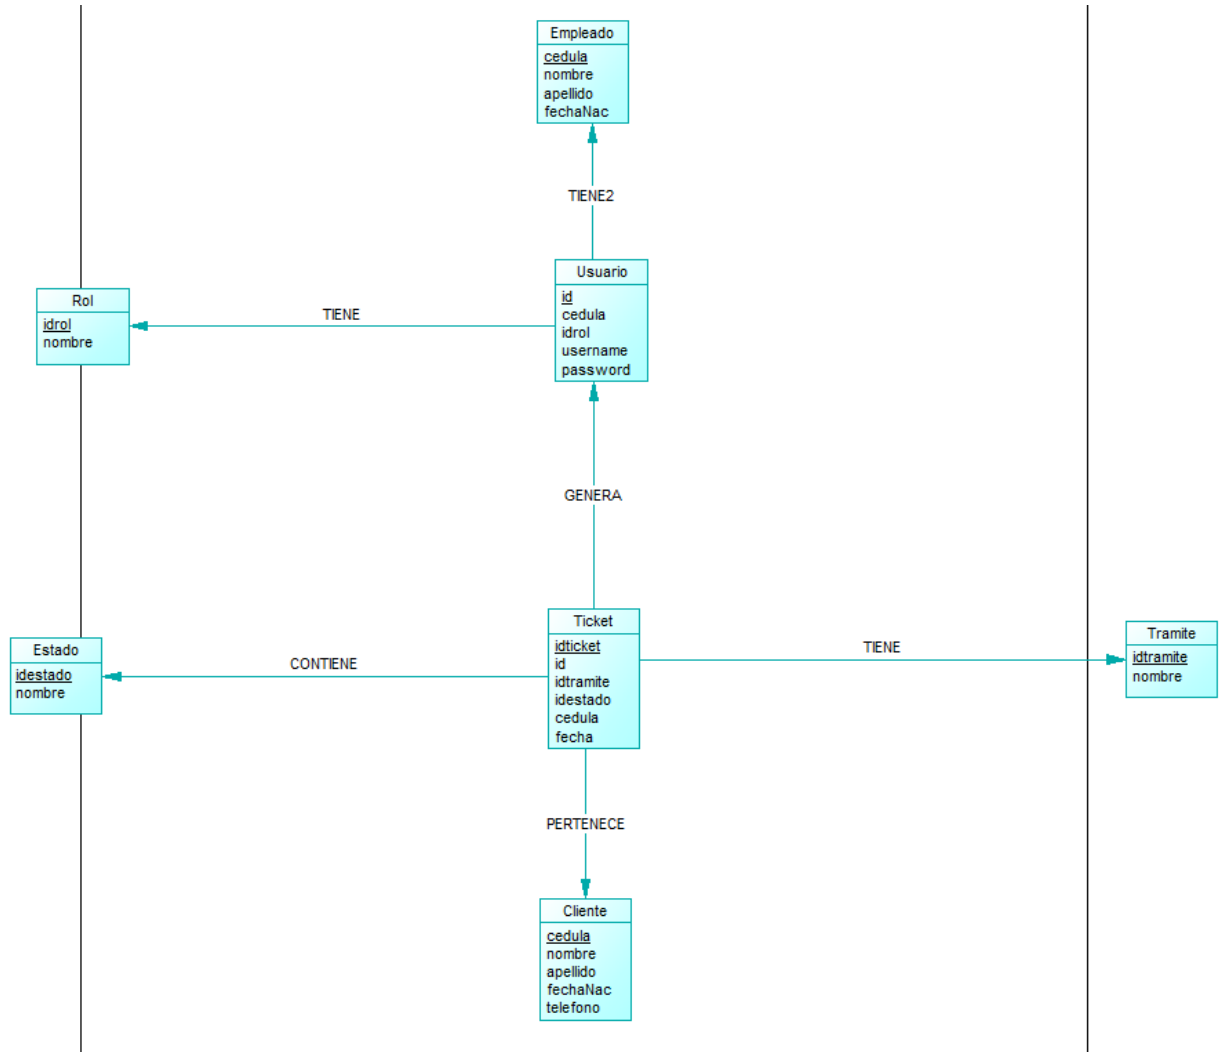 Empleado
cedula
nombre
apellido
fechaNac
TIENE2
Usuario
id
cedula
idrol
username
password
Rol
idrol
nombre
TIENE
GENERA
Ticket
idticket
id
idtramite
idestado
cedula
fecha
Estado
idestado
nombre
CONTIENE
TIENE
Tramite
idtramite
nombre
PERTENECE
Cliente
cedula
nombre
apellido
fechaNac
telefono